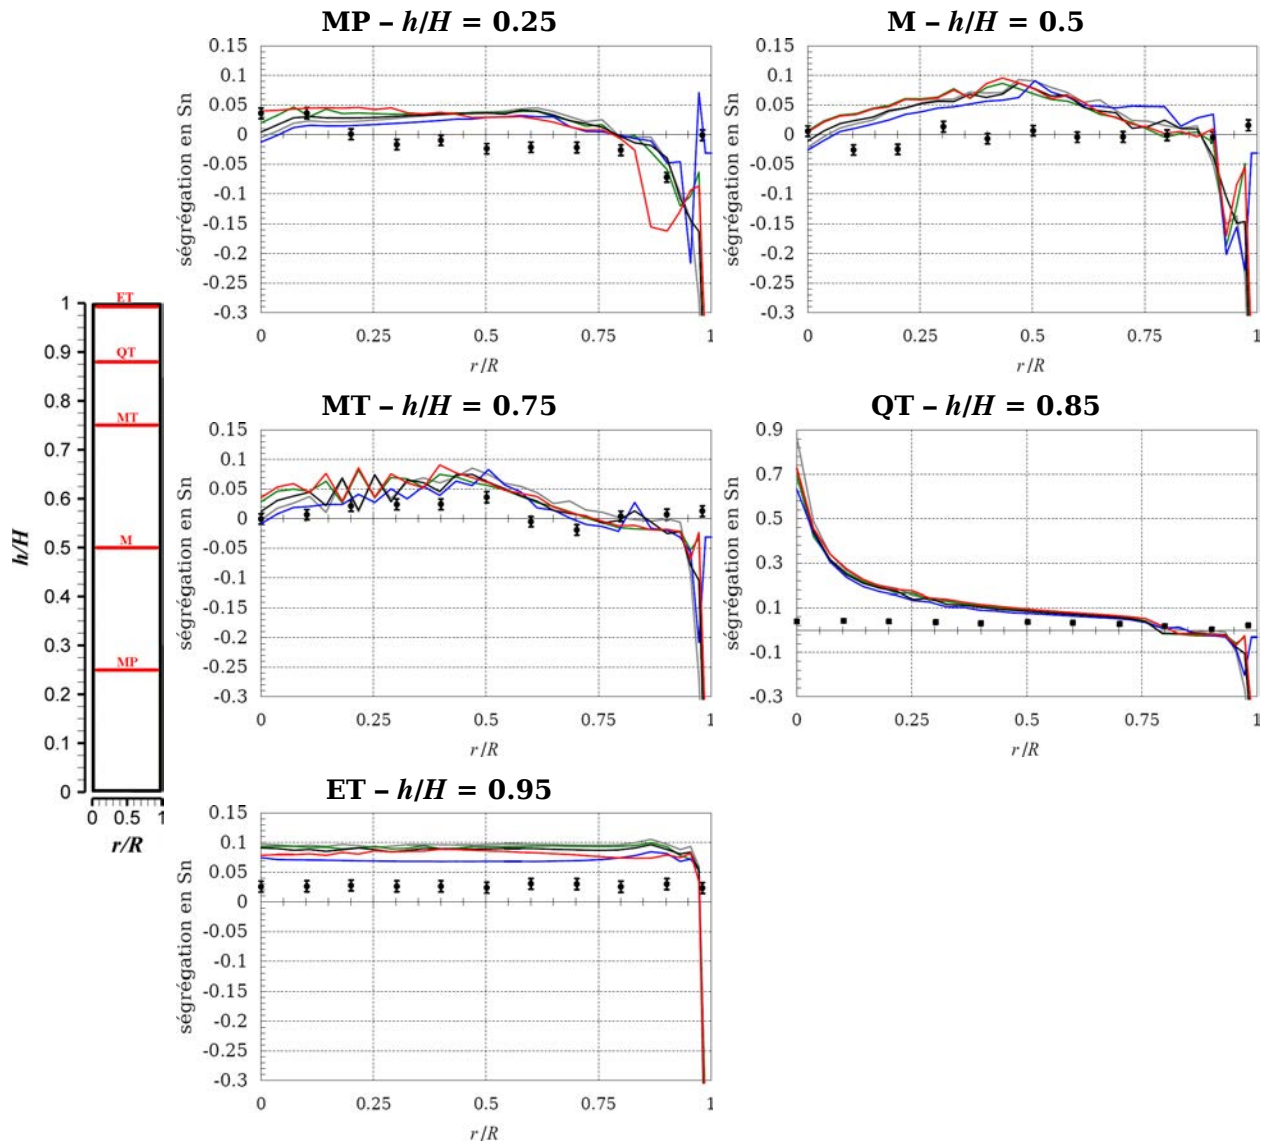 MP – h/H = 0.25
0.15
0.1
0.05
0
-0.05
-0.1
-0.15
-0.2
-0.25
-0.3
ségrégation en Sn
0 0.25 0.5 0.75 1
r/R
M – h/H = 0.5
0.15
0.1
0.05
0
-0.05
-0.1
-0.15
-0.2
-0.25
-0.3
ségrégation en Sn
0 0.25 0.5 0.75 1
r/R
1
0.9
0.8
0.7
0.6
0.5
0.4
0.3
0.2
0.1
0
h/H
ET
QT
MT
M
MP
0 0.5 1
r/R
MT – h/H = 0.75
0.15
0.1
0.05
0
-0.05
-0.1
-0.15
-0.2
-0.25
-0.3
ségrégation en Sn
0 0.25 0.5 0.75 1
r/R
QT – h/H = 0.85
0.9
0.7
0.5
0.3
0.1
-0.1
-0.3
ségrégation en Sn
0 0.25 0.5 0.75 1
r/R
ET – h/H = 0.95
0.15
0.1
0.05
0
-0.05
-0.1
-0.15
-0.2
-0.25
-0.3
ségrégation en Sn
0 0.25 0.5 0.75 1
r/R